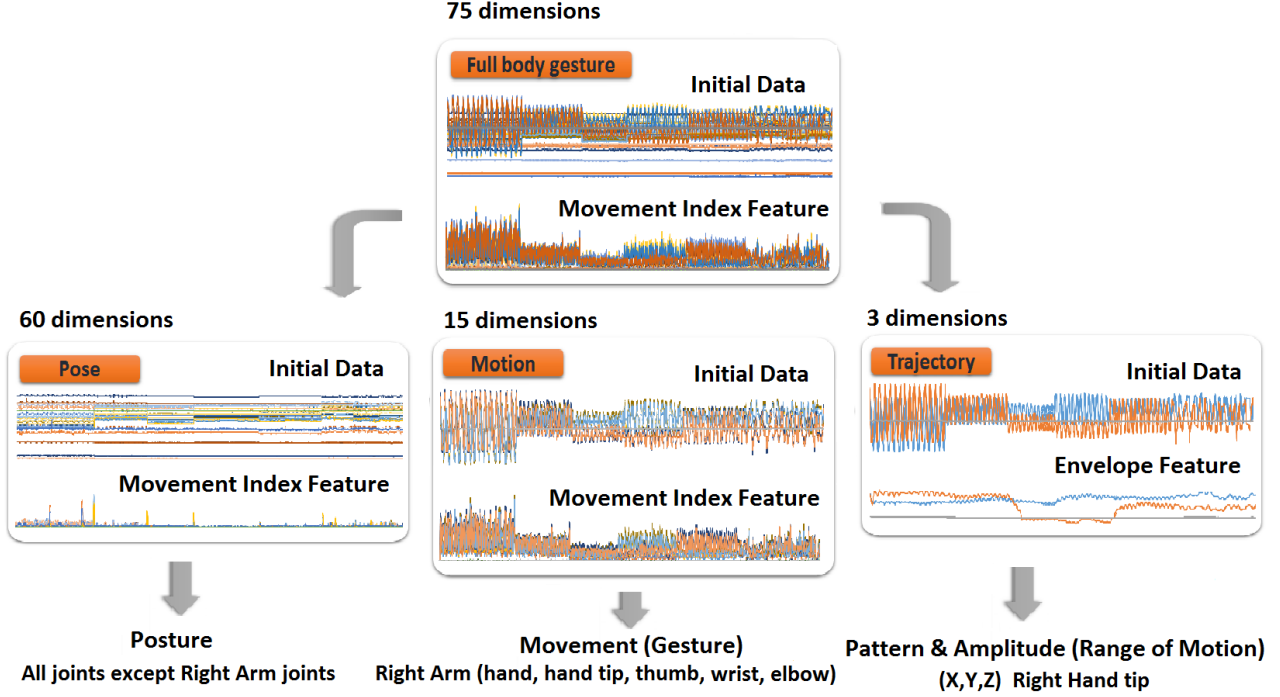 75 dimensions
Full body gesture
Initial Data
Movement Index Feature
60 dimensions
Pose
Initial Data
Movement Index Feature
Posture
All joints except Right Arm joints
15 dimensions
Motion
Initial Data
Movement Index Feature
Movement (Gesture)
Right Arm (hand, hand tip, thumb, wrist, elbow)
3 dimensions
Trajectory
Initial Data
Envelope Feature
Pattern & Amplitude (Range of Motion)
(X,Y,Z) Right Hand tip